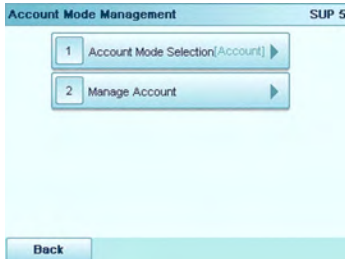 Account Mode Management SUP 5
1 Account Mode Selection[Account]
2 Manage Account
Back